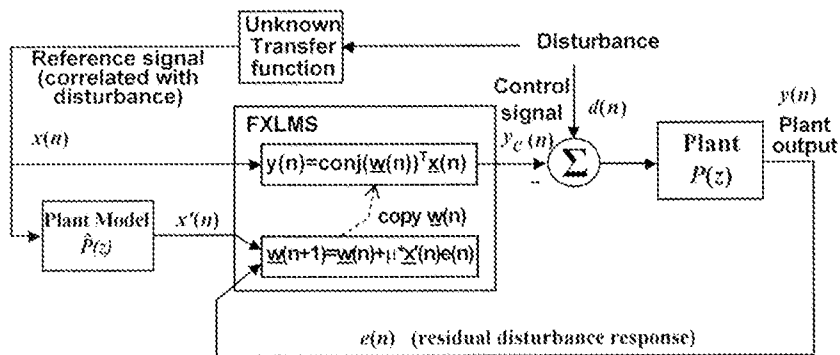 Unknown
Transfer
function
Disturbance
Reference signal
(correlated with
disturbance)
x(n)
Control
signal
y_C(n)
d(n)
y(n)
Plant
output
FXLMS
y(n)=conj(w(n))ᵀx(n)
Σ
Plant
P(z)
Plant Model
P̂(z)
x'(n)
copy w(n)
w(n+1)=w(n)+μ*x'(n)e(n)
e(n) (residual disturbance response)